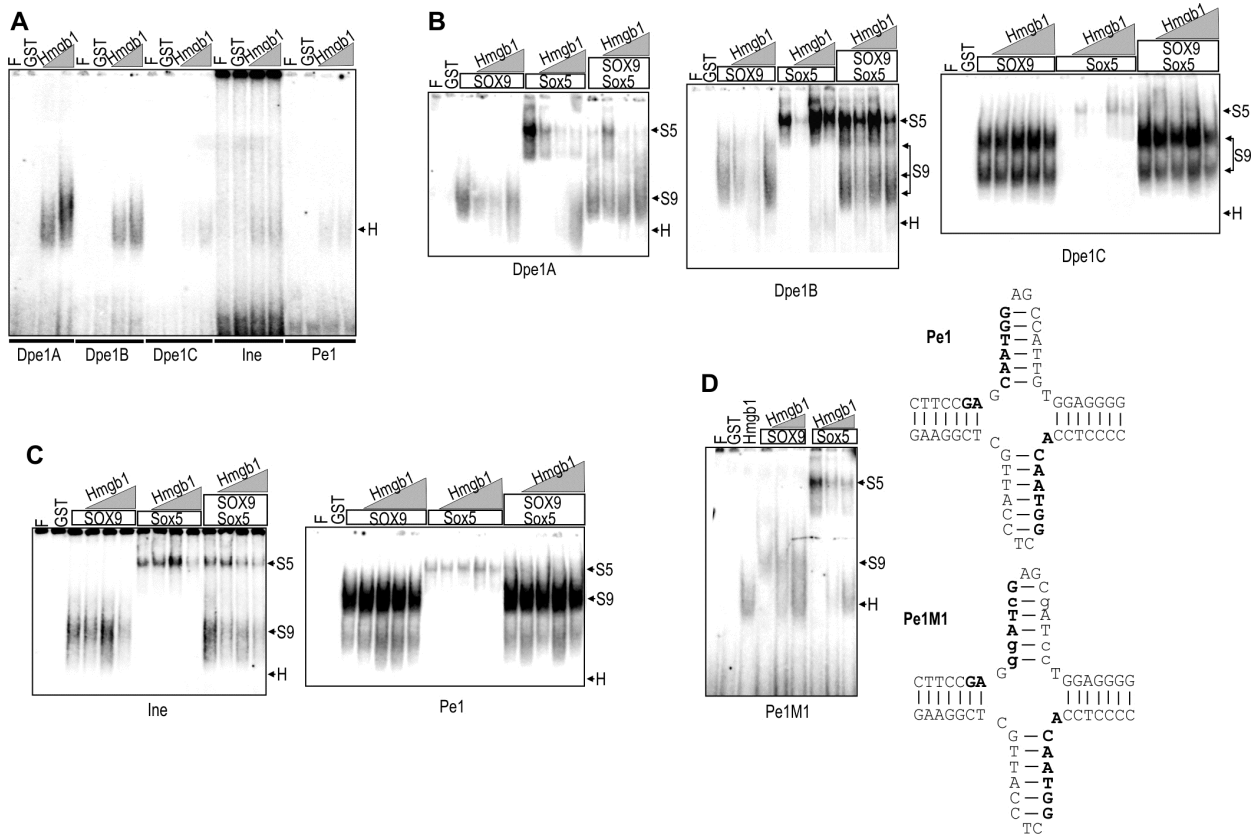 A
F GST Hmgb1 F GST Hmgb1 F GST Hmgb1 F GST Hmgb1 F GST Hmgb1
H
Dpe1A Dpe1B Dpe1C Ine Pe1
B
F GST Hmgb1 Hmgb1 Hmgb1
SOX9 Sox5 SOX9 Sox5
S5
S9
H
Dpe1A
F GST Hmgb1 Hmgb1 Hmgb1
SOX9 Sox5 SOX9 Sox5
S5
S9
H
Dpe1B
F GST Hmgb1 Hmgb1 Hmgb1
SOX9 Sox5 SOX9 Sox5
S5
S9
H
Dpe1C
C
F GST Hmgb1 Hmgb1 Hmgb1
SOX9 Sox5 SOX9 Sox5
S5
S9
H
Ine
F GST Hmgb1 Hmgb1 Hmgb1
SOX9 Sox5 SOX9 Sox5
S5
S9
H
Pe1
D
F GST Hmgb1 Hmgb1 Hmgb1
SOX9 Sox5
S5
S9
H
Pe1M1
Pe1
AG
G C
G C
T A
A T
A T
C G
G T
CTTCCGA GGAGGGG
GAAGGCT ACCTCCCC
C
G C
T A
T A
A T
C G
C G
TC
Pe1M1
AG
G C
c g
T A
A T
g c
g c
G T
CTTCCGA GGAGGGG
GAAGGCT ACCTCCCC
C
G C
T A
T A
A T
C G
C G
TC